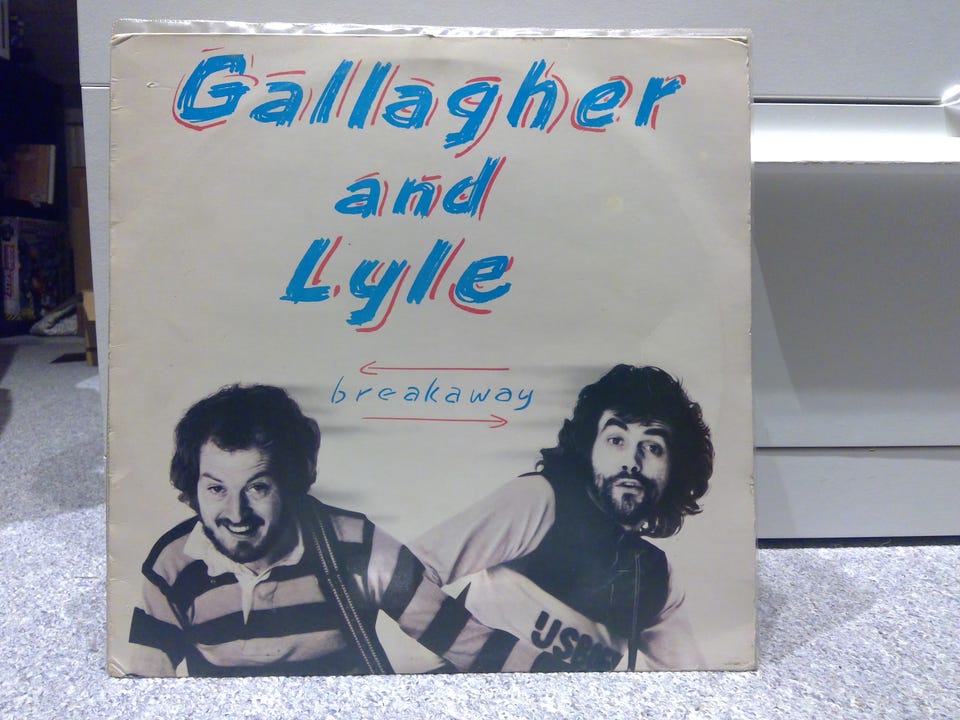 Gallagher
and
Lyle
breakaway